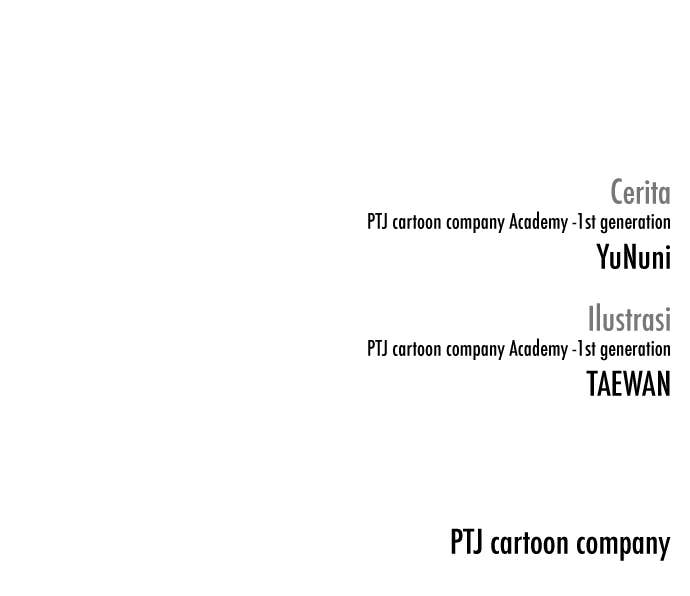 Cerita
PTJ cartoon company Academy -1st generation
YuNuni
Ilustrasi
PTJ cartoon company Academy -1st generation
TAEWAN
PTJ cartoon company